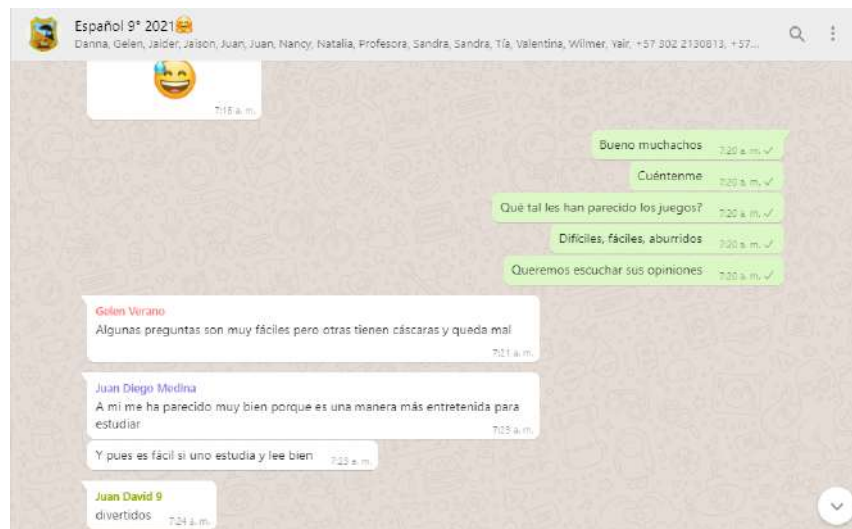 Español 9° 2021🤗
Danna, Gelen, Jaider, Jaison, Juan, Juan, Nancy, Natalia, Profesora, Sandra, Sandra, Tía, Valentina, Wilmer, Yair, +57 302 2130813, +57...
7:15 a. m.
Bueno muchachos 7:20 a. m.
Cuéntenme 7:20 a. m.
Qué tal les han parecido los juegos? 7:20 a. m.
Difíciles, fáciles, aburridos 7:20 a. m.
Queremos escuchar sus opiniones 7:20 a. m.
Gelen Verano
Algunas preguntas son muy fáciles pero otras tienen cáscaras y queda mal
7:21 a. m.
Juan Diego Medina
A mi me ha parecido muy bien porque es una manera más entretenida para
estudiar
7:23 a. m.
Y pues es fácil si uno estudia y lee bien 7:23 a. m.
Juan David 9
divertidos 7:24 a. m.